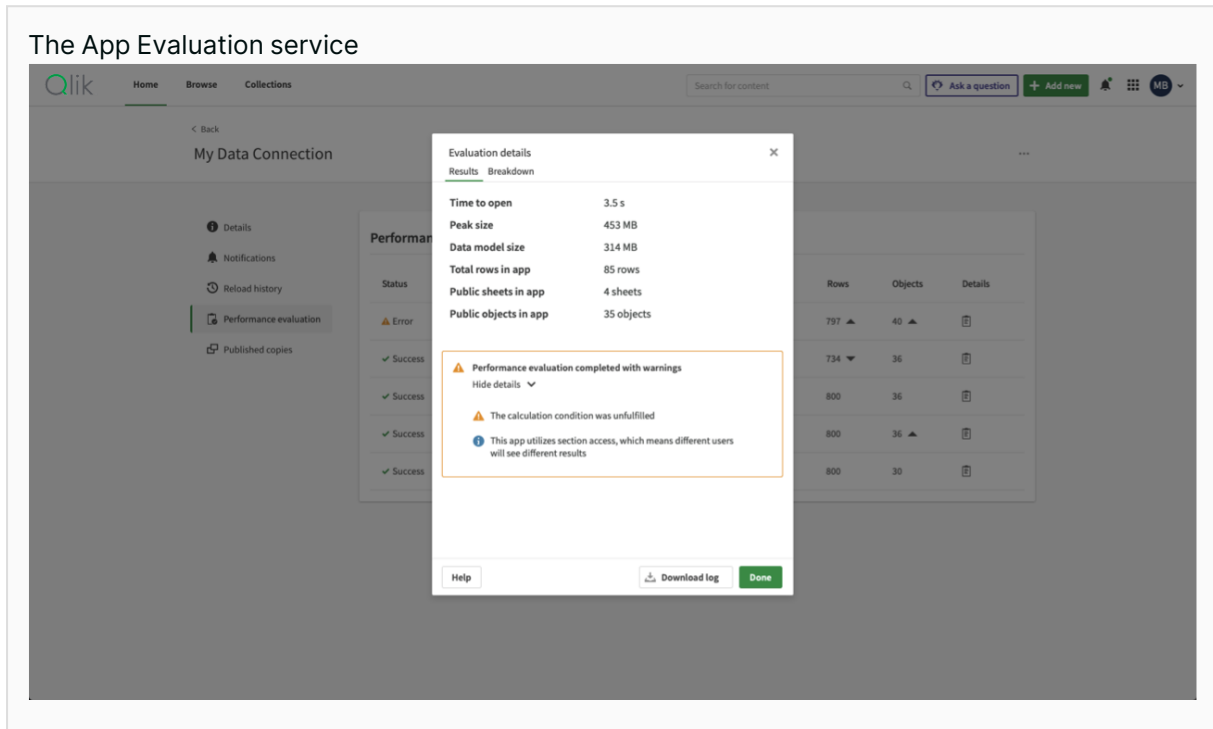 The App Evaluation service
Qlik
Home Browse Collections
Search for content
Ask a question
Add new
MB
< Back
My Data Connection
Details
Notifications
Reload history
Performance evaluation
Published copies
Performan
Status Rows Objects Details
Error 797 40
Success 734 36
Success 800 36
Success 800 36
Success 800 30
Evaluation details
Results Breakdown
Time to open 3.5 s
Peak size 453 MB
Data model size 314 MB
Total rows in app 85 rows
Public sheets in app 4 sheets
Public objects in app 35 objects
Performance evaluation completed with warnings
Hide details
The calculation condition was unfulfilled
This app utilizes section access, which means different users
will see different results
Help Download log Done